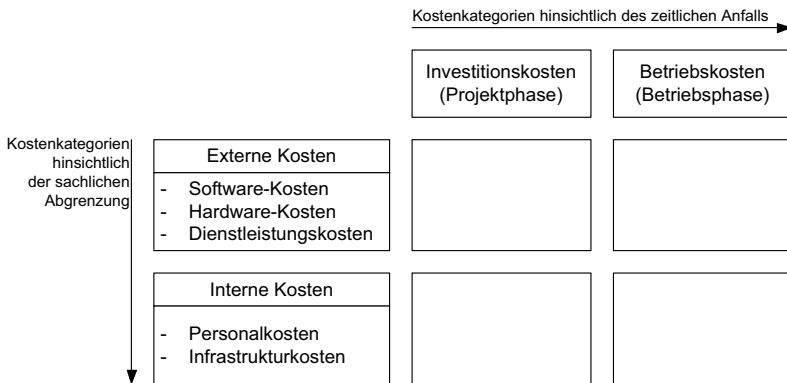 Kostenkategorien hinsichtlich des zeitlichen Anfalls
Investitionskosten
(Projektphase)
Betriebskosten
(Betriebsphase)
Kostenkategorien
hinsichtlich
der sachlichen
Abgrenzung
Externe Kosten
- Software-Kosten
- Hardware-Kosten
- Dienstleistungskosten
Interne Kosten
- Personalkosten
- Infrastrukturkosten